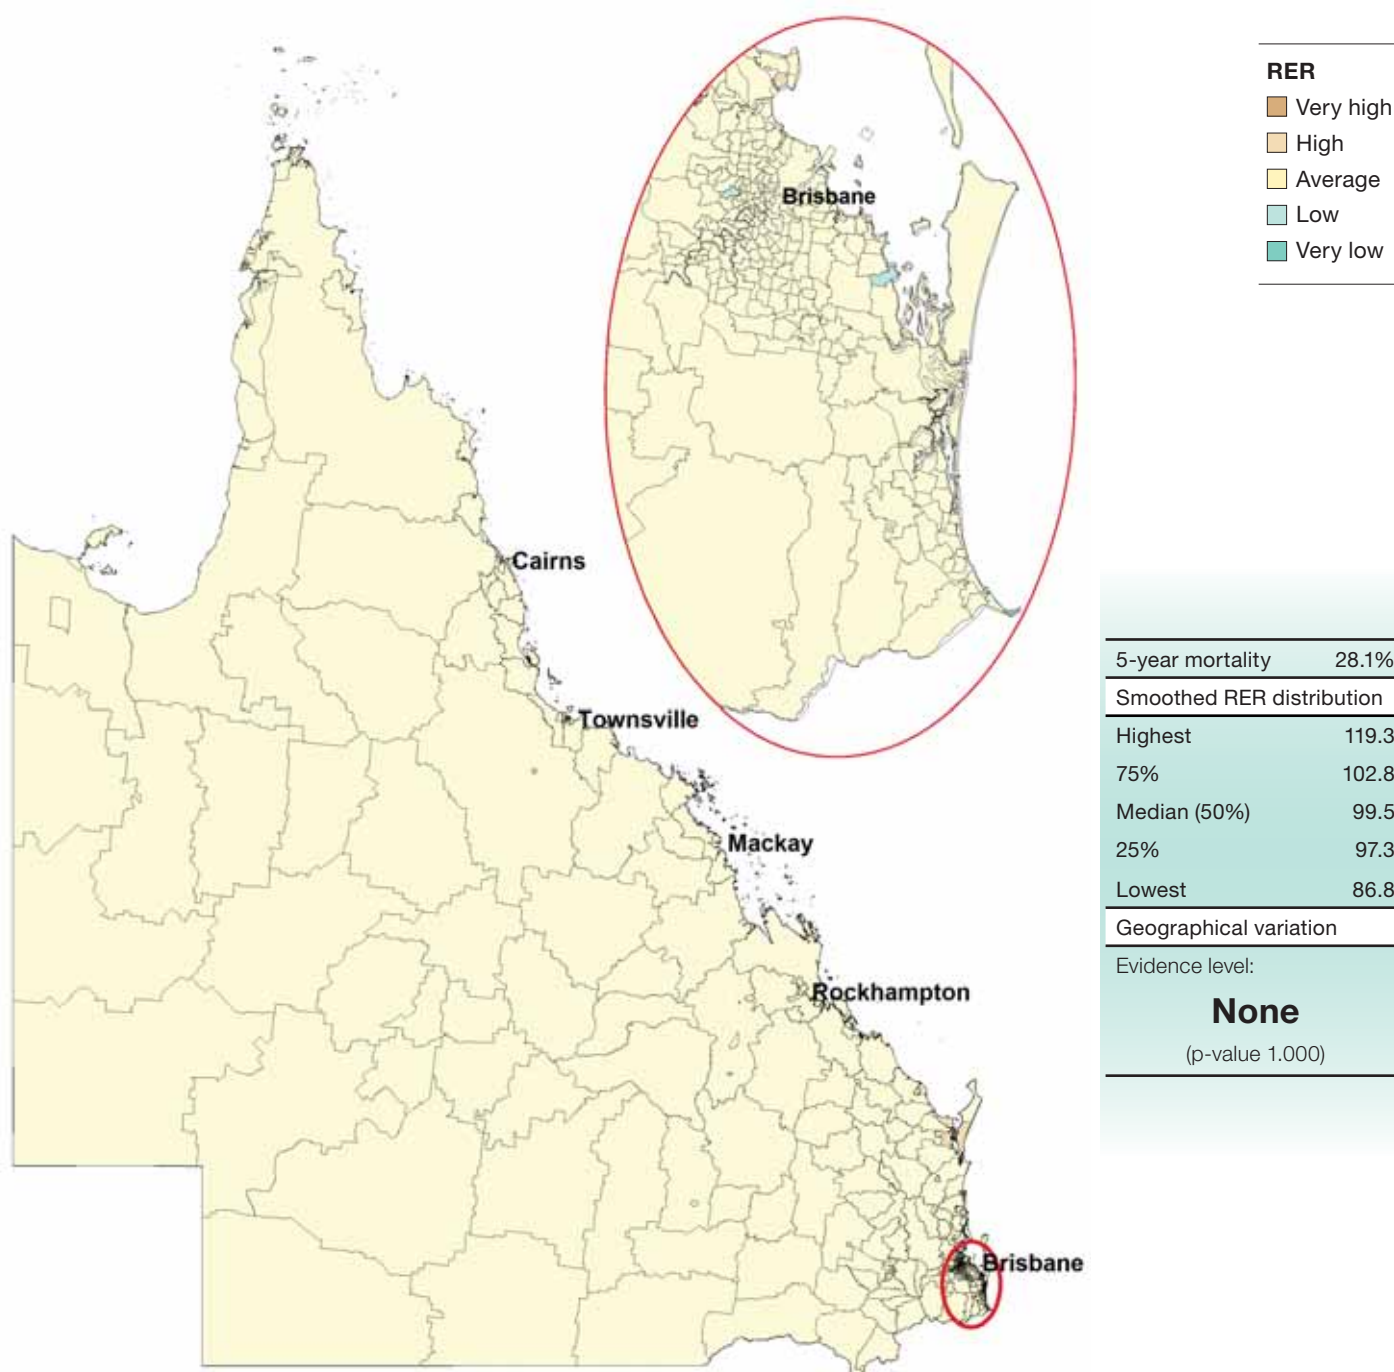 Brisbane
Cairns
Townsville
Mackay
Rockhampton
Brisbane
RER
Very high
High
Average
Low
Very low
5-year mortality 28.1%
Smoothed RER distribution
Highest 119.3
75% 102.8
Median (50%) 99.5
25% 97.3
Lowest 86.8
Geographical variation
Evidence level:
None
(p-value 1.000)